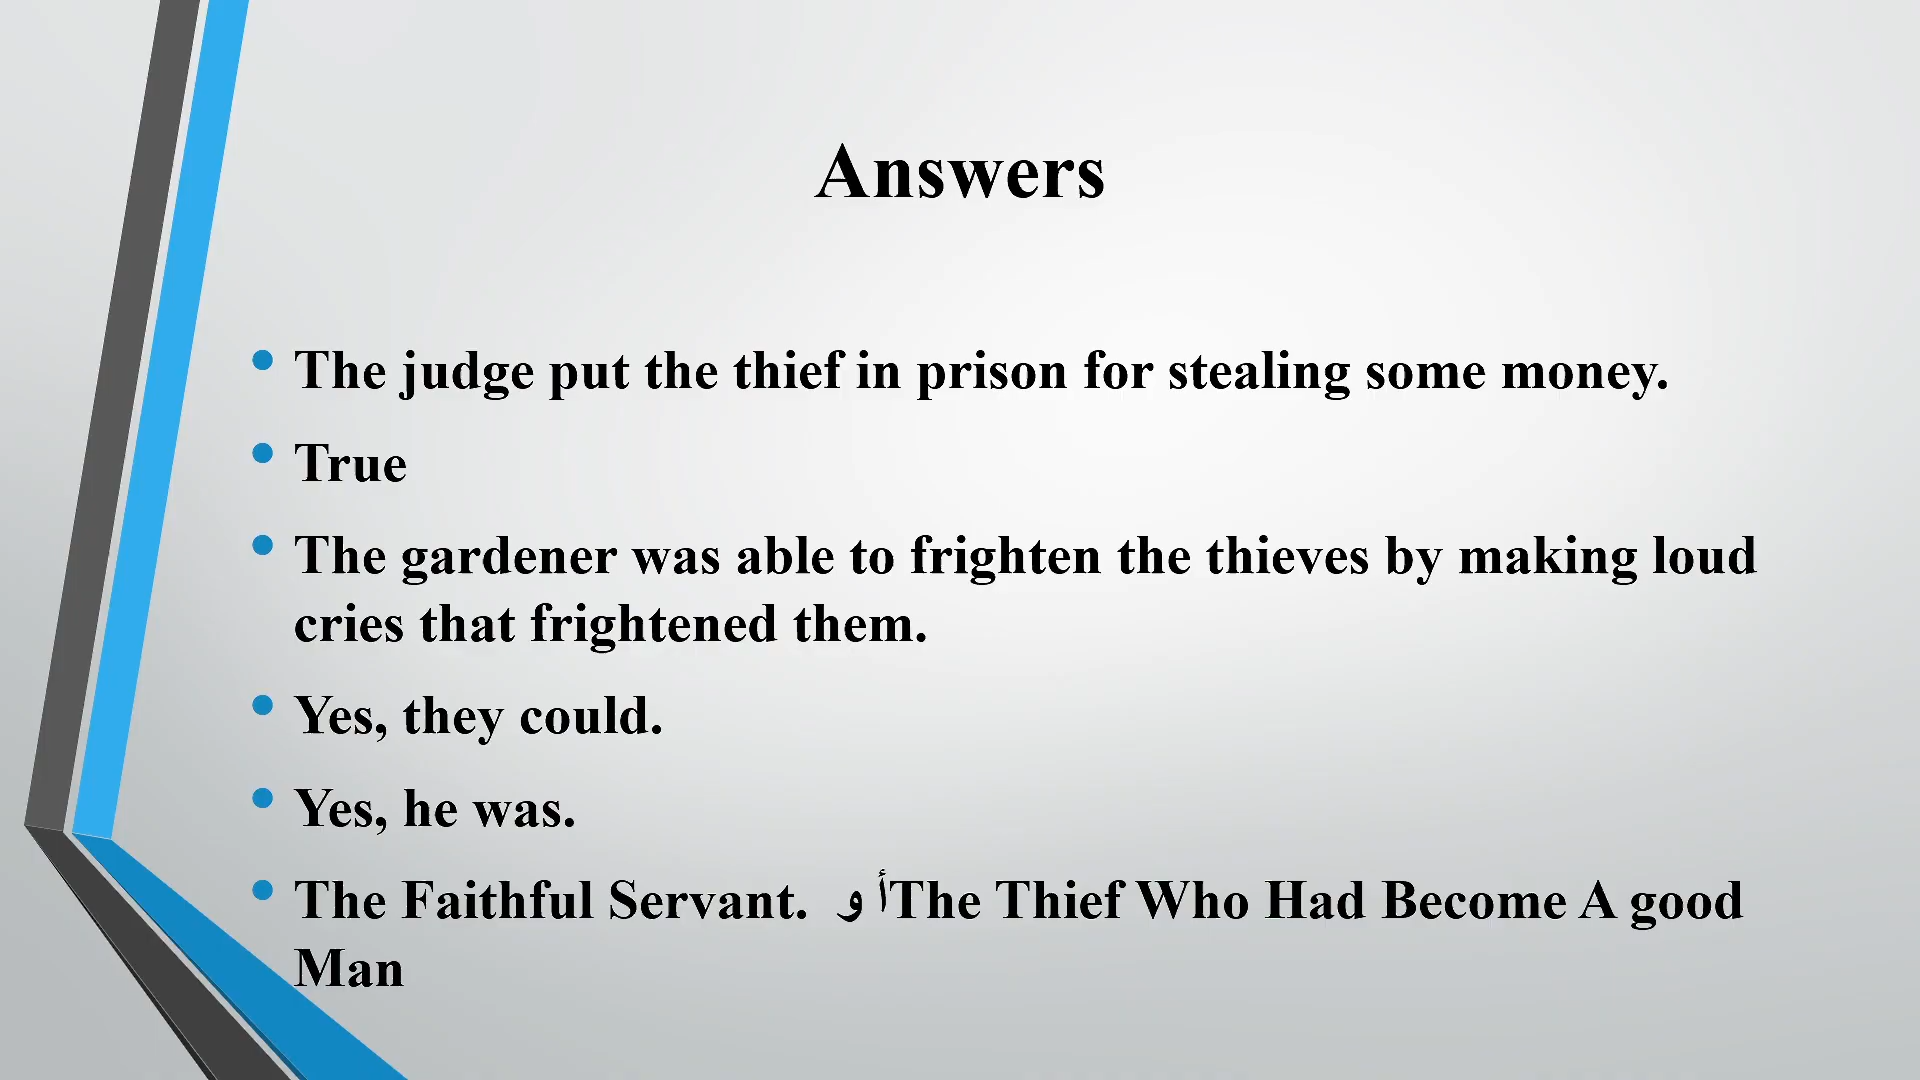 Answers
• The judge put the thief in prison for stealing some money.
• True
• The gardener was able to frighten the thieves by making loud
cries that frightened them.
• Yes, they could.
• Yes, he was.
• The Faithful Servant. أ و The Thief Who Had Become A good
Man